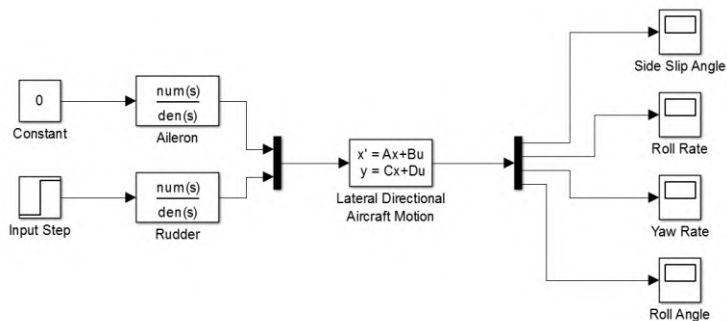 0
Constant
num(s)
den(s)
Aileron
Input Step
num(s)
den(s)
Rudder
x' = Ax+Bu
y = Cx+Du
Lateral Directional
Aircraft Motion
Side Slip Angle
Roll Rate
Yaw Rate
Roll Angle